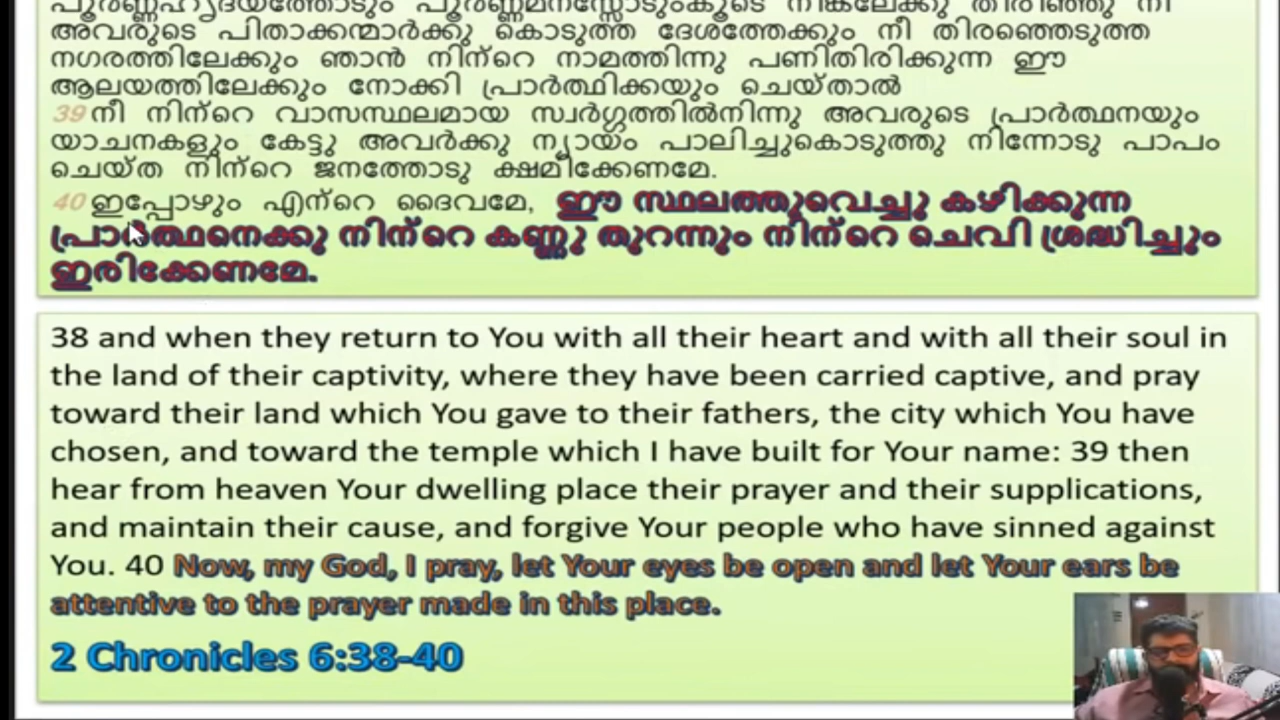 പൂർണ്ണഹൃദയത്തോടും പൂർണ്ണമനസ്സോടുംകൂടെ നിങ്കലേക്കു തിരിഞ്ഞു നീ
അവരുടെ പിതാക്കന്മാർക്കു കൊടുത്ത ദേശത്തേക്കും നീ തിരഞ്ഞെടുത്ത
നഗരത്തിലേക്കും ഞാൻ നിന്റെ നാമത്തിന്നു പണിതിരിക്കുന്ന ഈ
ആലയത്തിലേക്കും നോക്കി പ്രാർത്ഥിക്കയും ചെയ്താൽ
39 നീ നിന്റെ വാസസ്ഥലമായ സ്വർഗ്ഗത്തിൽനിന്നു അവരുടെ പ്രാർത്ഥനയും
യാചനകളും കേട്ടു അവർക്കു ന്യായം പാലിച്ചുകൊടുത്തു നിന്നോടു പാപം
ചെയ്ത നിന്റെ ജനത്തോടു ക്ഷമിക്കേണമേ.
40 ഇപ്പോഴും എന്റെ ദൈവമേ, ഈ സ്ഥലത്തുവെച്ചു കഴിക്കുന്ന
പ്രാർത്ഥനെക്കു നിന്റെ കണ്ണു തുറന്നും നിന്റെ ചെവി ശ്രദ്ധിച്ചും
ഇരിക്കേണമേ.
38 and when they return to You with all their heart and with all their soul in
the land of their captivity, where they have been carried captive, and pray
toward their land which You gave to their fathers, the city which You have
chosen, and toward the temple which I have built for Your name: 39 then
hear from heaven Your dwelling place their prayer and their supplications,
and maintain their cause, and forgive Your people who have sinned against
You. 40 Now, my God, I pray, let Your eyes be open and let Your ears be
attentive to the prayer made in this place.
2 Chronicles 6:38-40